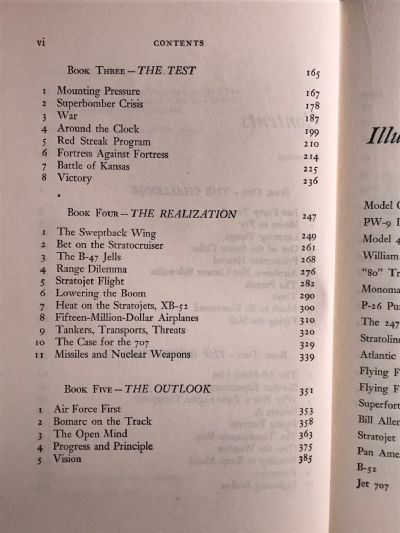 vi CONTENTS
Book Three — THE TEST 165
1 Mounting Pressure 167
2 Superbomber Crisis 178
3 War 187
4 Around the Clock 199
5 Red Streak Program 210
6 Fortress Against Fortress 214
7 Battle of Kansas 225
8 Victory 236
Book Four — THE REALIZATION 247
1 The Sweptback Wing 249
2 Bet on the Stratocruiser 261
3 The B-47 Jells 268
4 Range Dilemma 276
5 Stratojet Flight 282
6 Lowering the Boom 291
7 Heat on the Stratojets, XB-52 300
8 Fifteen-Million-Dollar Airplanes 310
9 Tankers, Transports, Threats 320
10 The Case for the 707 329
11 Missiles and Nuclear Weapons 339
Book Five — THE OUTLOOK 351
1 Air Force First 353
2 Bomarc on the Track 358
3 The Open Mind 363
4 Progress and Principle 375
5 Vision 385
Illu
Model C
PW-9
Model 4
William
"80" T
Monoma
P-26 Pu
The 247
Stratolin
Atlantic
Flying F
Flying F
Superfort
Bill Allen
Stratojet
Pan Amer
B-52
Jet 707